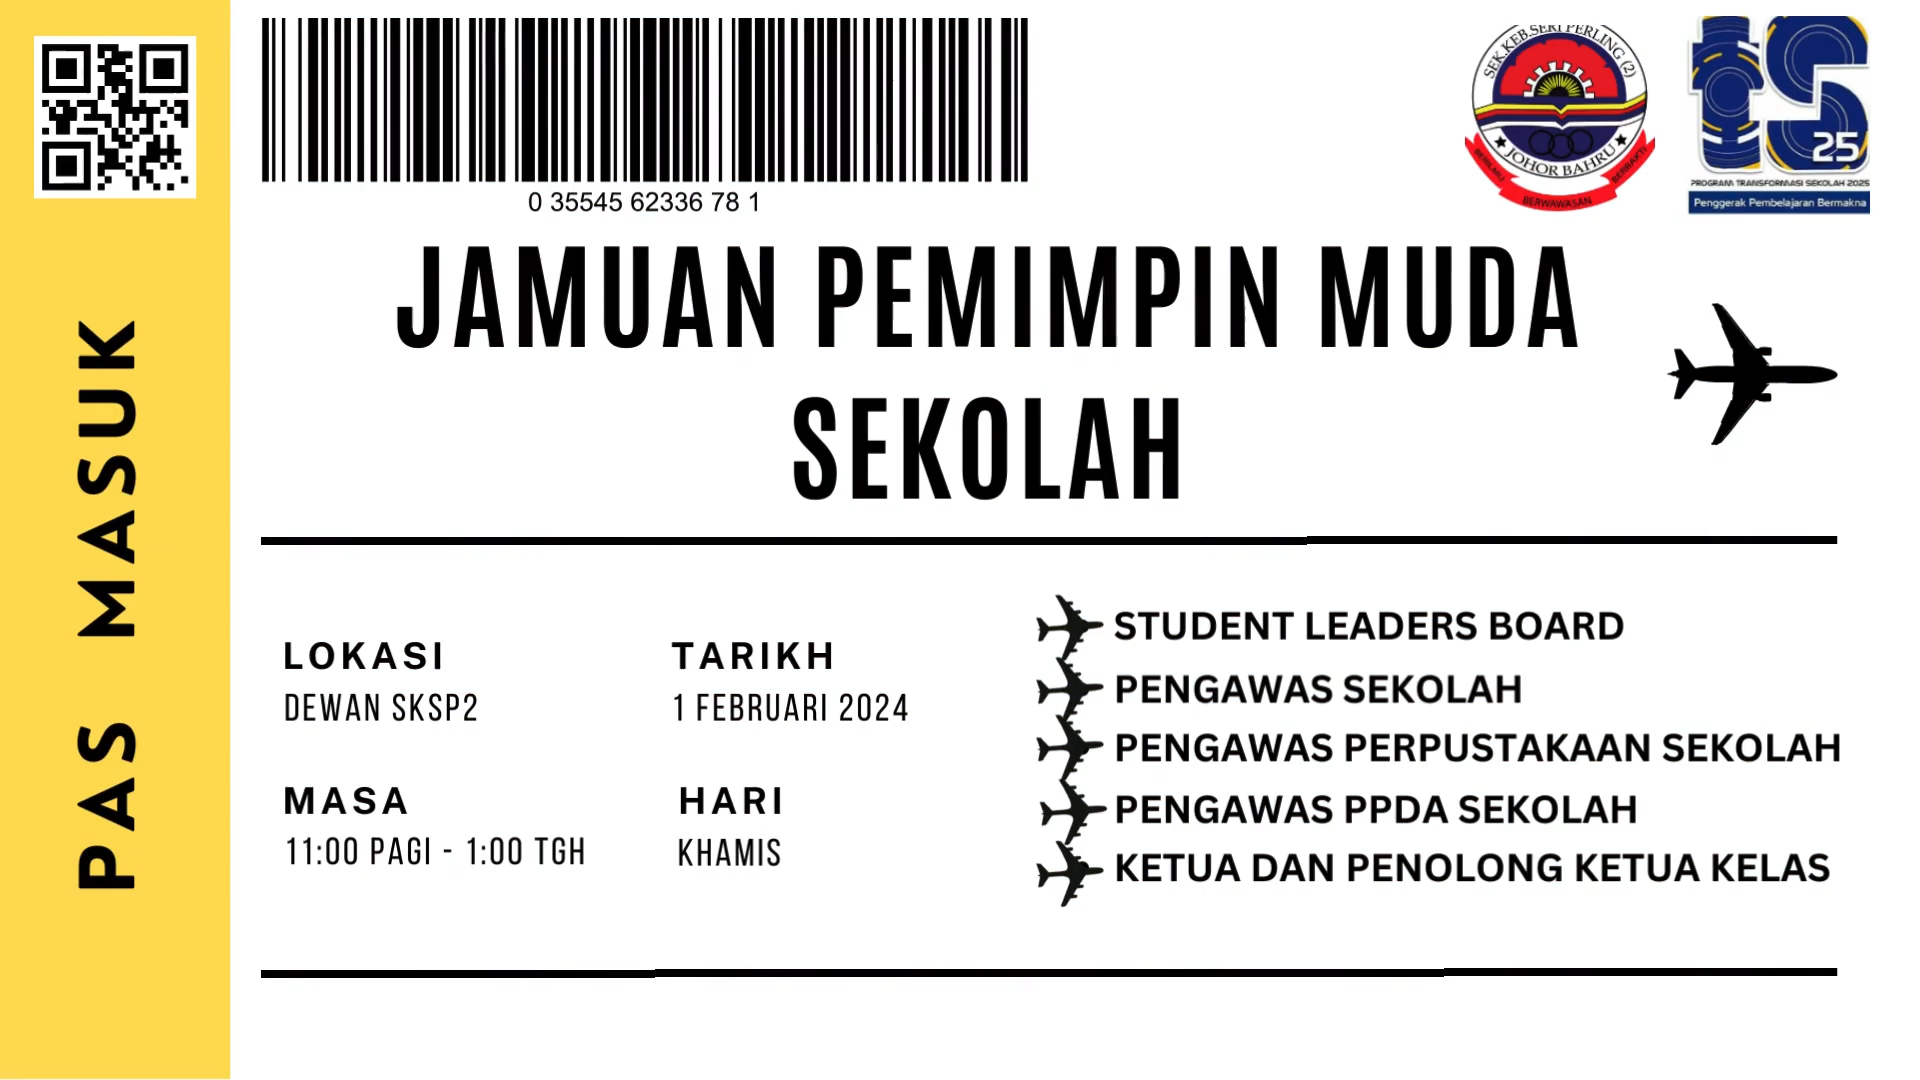 PAS MASUK
0 35545 62336 78 1
SEK.KEB.SERI PERLING (2)
JOHOR BAHRU
BERILMU BERWAWASAN BERBAKTI
TS
25
PROGRAM TRANSFORMASI SEKOLAH 2025
Penggerak Pembelajaran Bermakna
JAMUAN PEMIMPIN MUDA
SEKOLAH
LOKASI
DEWAN SKSP2
TARIKH
1 FEBRUARI 2024
MASA
11:00 PAGI - 1:00 TGH
HARI
KHAMIS
STUDENT LEADERS BOARD
PENGAWAS SEKOLAH
PENGAWAS PERPUSTAKAAN SEKOLAH
PENGAWAS PPDA SEKOLAH
KETUA DAN PENOLONG KETUA KELAS